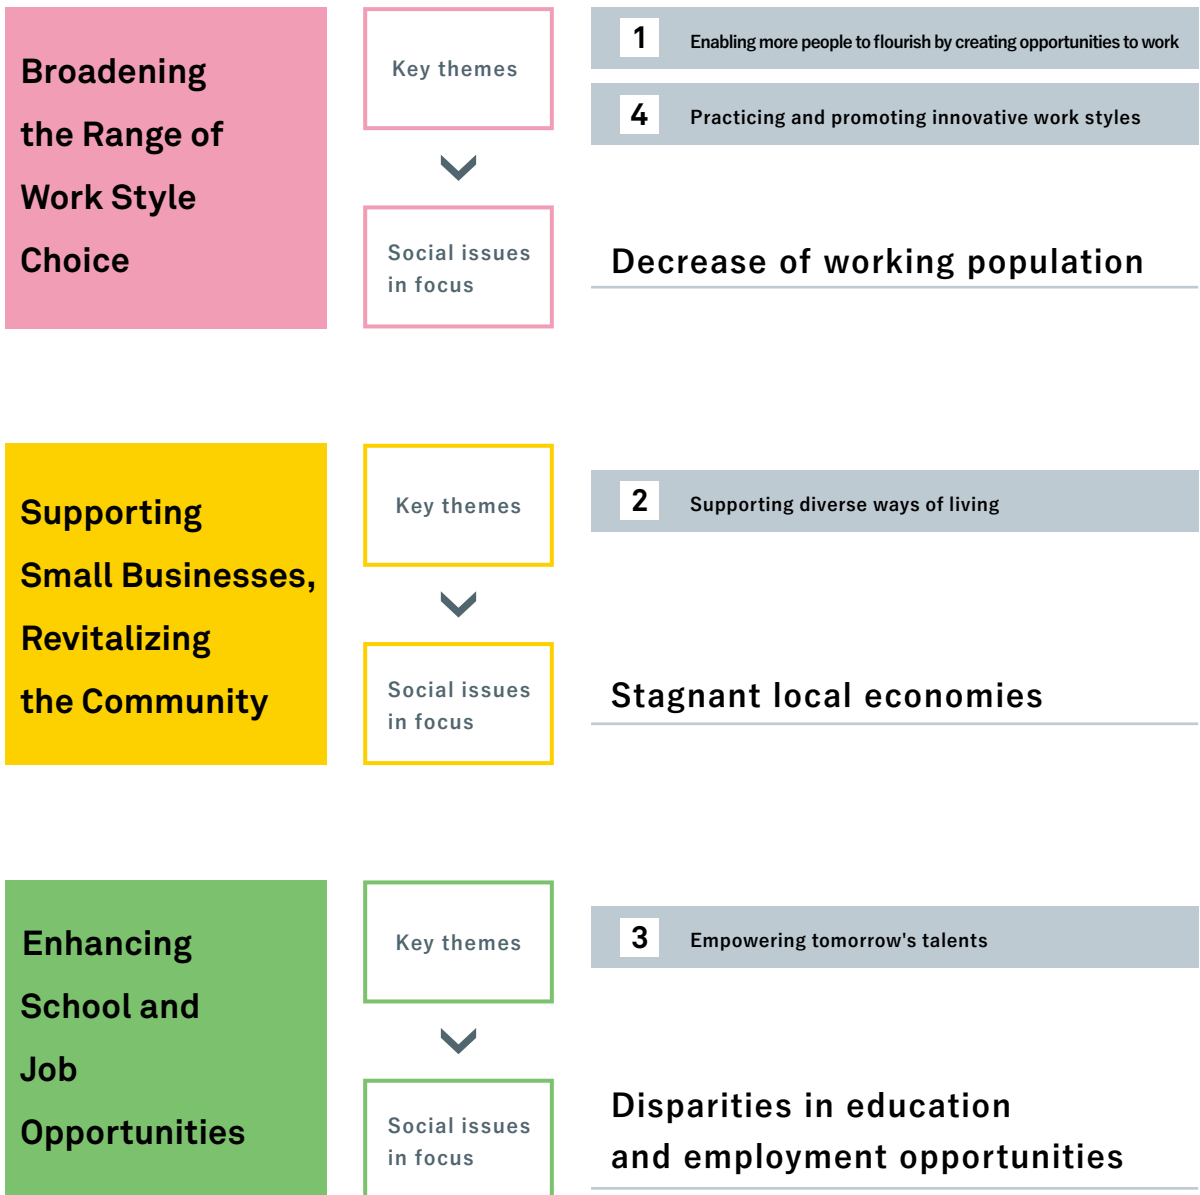 Broadening
the Range of
Work Style
Choice
Key themes
1 Enabling more people to flourish by creating opportunities to work
4 Practicing and promoting innovative work styles
Social issues
in focus
Decrease of working population
Supporting
Small Businesses,
Revitalizing
the Community
Key themes
2 Supporting diverse ways of living
Social issues
in focus
Stagnant local economies
Enhancing
School and
Job
Opportunities
Key themes
3 Empowering tomorrow's talents
Social issues
in focus
Disparities in education
and employment opportunities